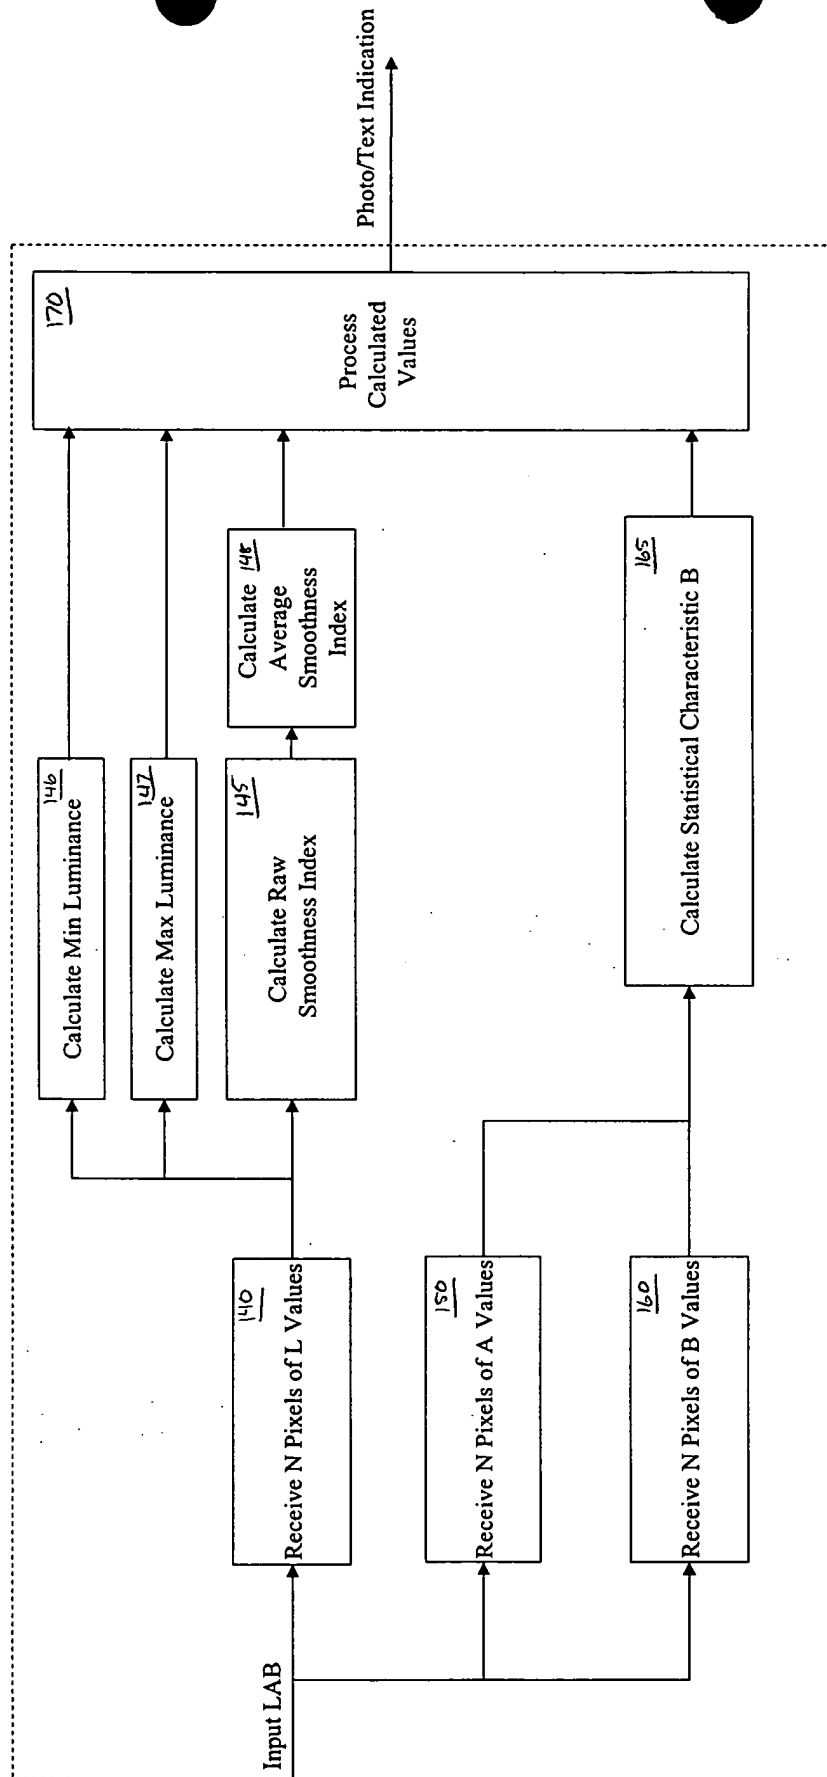 Input LAB
140
Receive N Pixels of L Values
150
Receive N Pixels of A Values
160
Receive N Pixels of B Values
146
Calculate Min Luminance
147
Calculate Max Luminance
145
Calculate Raw
Smoothness Index
Calculate 148
Average
Smoothness
Index
165
Calculate Statistical Characteristic B
170
Process
Calculated
Values
Photo/Text Indication